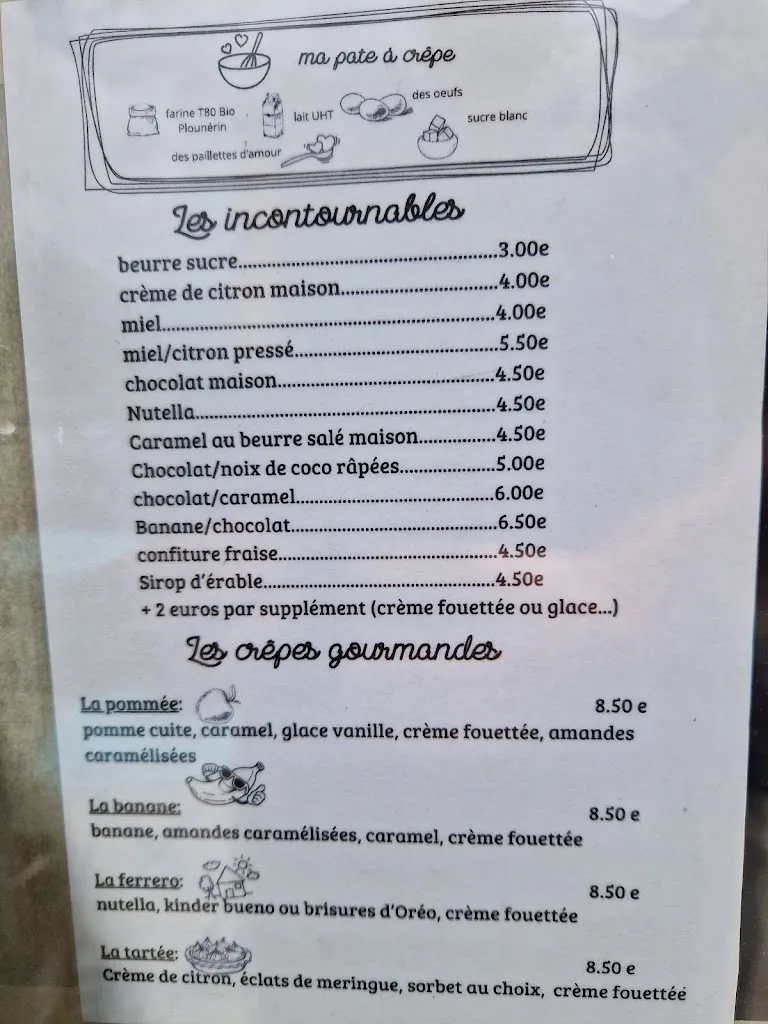 ma pate à crêpe
farine T80 Bio
Plounérin
lait UHT
des oeufs
sucre blanc
des paillettes d'amour
Les incontournables
beurre sucre..........................................3.00e
crème de citron maison.........................4.00e
miel........................................................4.00e
miel/citron pressé..................................5.50e
chocolat maison.....................................4.50e
Nutella...................................................4.50e
Caramel au beurre salé maison.............4.50e
Chocolat/noix de coco râpées................5.00e
chocolat/caramel...................................6.00e
Banane/chocolat....................................6.50e
confiture fraise......................................4.50e
Sirop d'érable........................................4.50e
+ 2 euros par supplément (crème fouettée ou glace...)
Les crêpes gourmandes
La pommée: 8.50 e
pomme cuite, caramel, glace vanille, crème fouettée, amandes
caramélisées
La banane: 8.50 e
banane, amandes caramélisées, caramel, crème fouettée
La ferrero: 8.50 e
nutella, kinder bueno ou brisures d'Oréo, crème fouettée
La tartée: 8.50 e
Crème de citron, éclats de meringue, sorbet au choix, crème fouettée